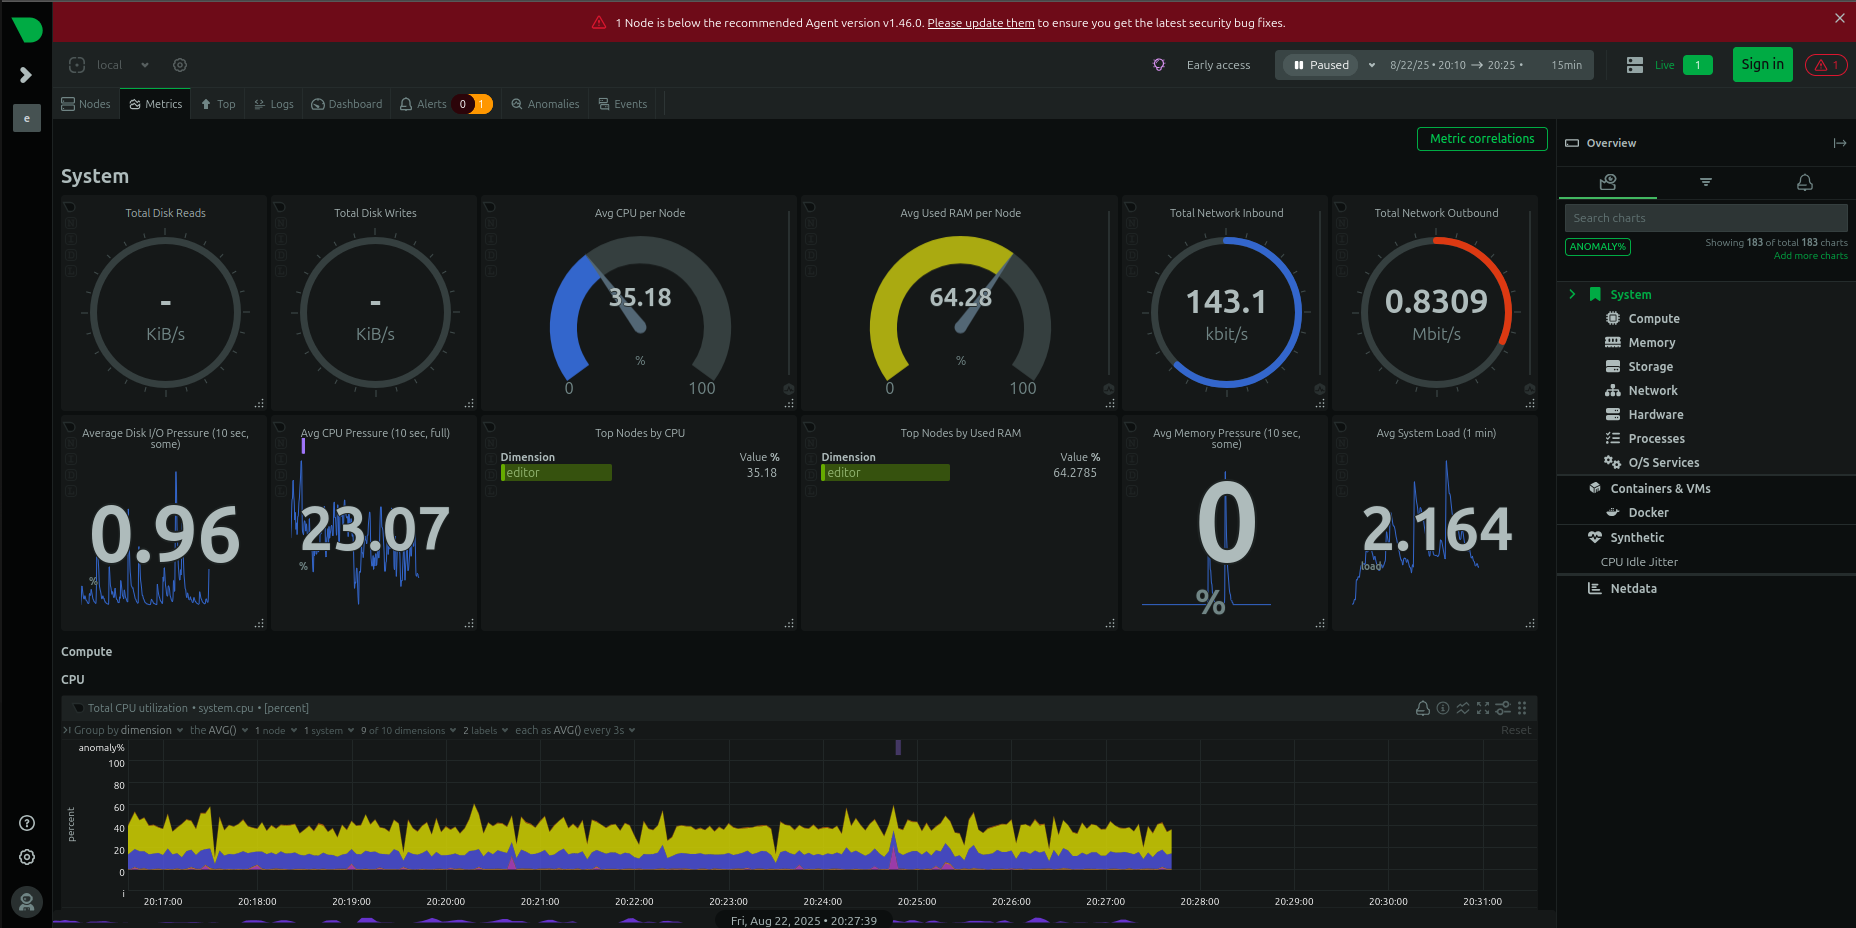 1 Node is below the recommended Agent version v1.46.0. Please update them to ensure you get the latest security bug fixes.
local
Early access
Paused
8/22/25 • 20:10 → 20:25 •
15min
Live
1
Sign in
1
e
Nodes
Metrics
Top
Logs
Dashboard
Alerts
0
1
Anomalies
Events
Metric correlations
System
Total Disk Reads
-
KiB/s
Total Disk Writes
-
KiB/s
Avg CPU per Node
35.18
%
0
100
Avg Used RAM per Node
64.28
%
0
100
Total Network Inbound
143.1
kbit/s
Total Network Outbound
0.8309
Mbit/s
Average Disk I/O Pressure (10 sec,
some)
0.96
%
Avg CPU Pressure (10 sec, full)
23.07
%
Top Nodes by CPU
Dimension Value %
editor 35.18
Top Nodes by Used RAM
Dimension Value %
editor 64.2785
Avg Memory Pressure (10 sec,
some)
0
%
Avg System Load (1 min)
2.164
load
Compute
CPU
Total CPU utilization • system.cpu • [percent]
Group by dimension the AVG() 1 node 1 system 9 of 10 dimensions 2 labels each as AVG() every 3s
Reset
anomaly%
100
80
60
40
20
0
i
percent
20:17:00 20:18:00 20:19:00 20:20:00 20:21:00 20:22:00 20:23:00 20:24:00 20:25:00 20:26:00 20:27:00 20:28:00 20:29:00 20:30:00 20:31:00
Fri, Aug 22, 2025 • 20:27:39
Overview
Search charts
ANOMALY%
Showing 183 of total 183 charts
Add more charts
System
Compute
Memory
Storage
Network
Hardware
Processes
O/S Services
Containers & VMs
Docker
Synthetic
CPU Idle Jitter
Netdata